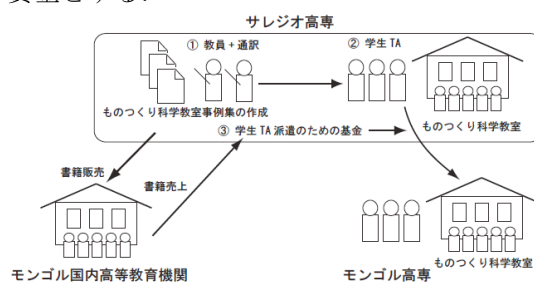 サレジオ高専
① 教員 + 通訳
② 学生 TA
ものつくり科学教室事例集の作成
③ 学生 TA 派遣のための基金
ものつくり科学教室
書籍販売
書籍売上
ものつくり科学教室
モンゴル国内高等教育機関
モンゴル高専